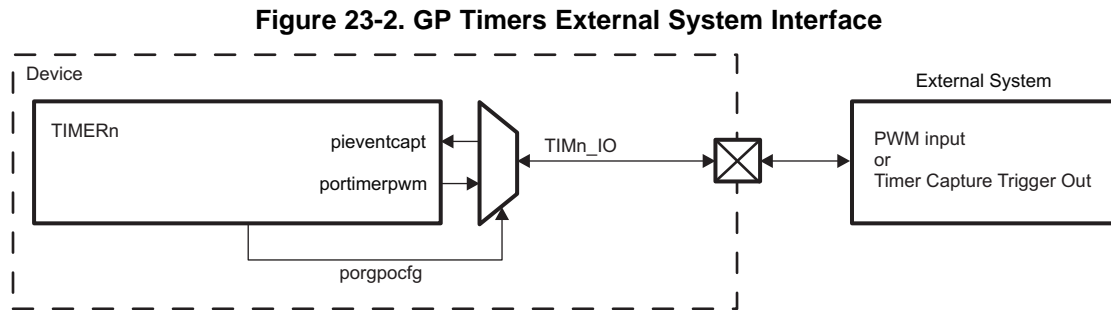 Figure 23-2. GP Timers External System Interface
Device
External System
TIMERn
pieventcapt
portimerpwm
TIMn_IO
PWM input
or
Timer Capture Trigger Out
porgpocfg